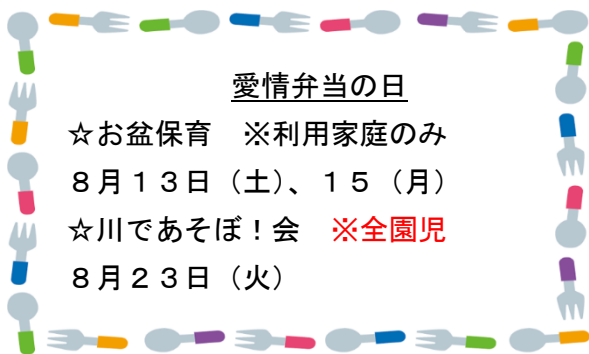 愛情弁当の日
☆お盆保育　※利用家庭のみ
８月１３日（土）、１５（月）
☆川であそぼ！会　※全園児
８月２３日（火）